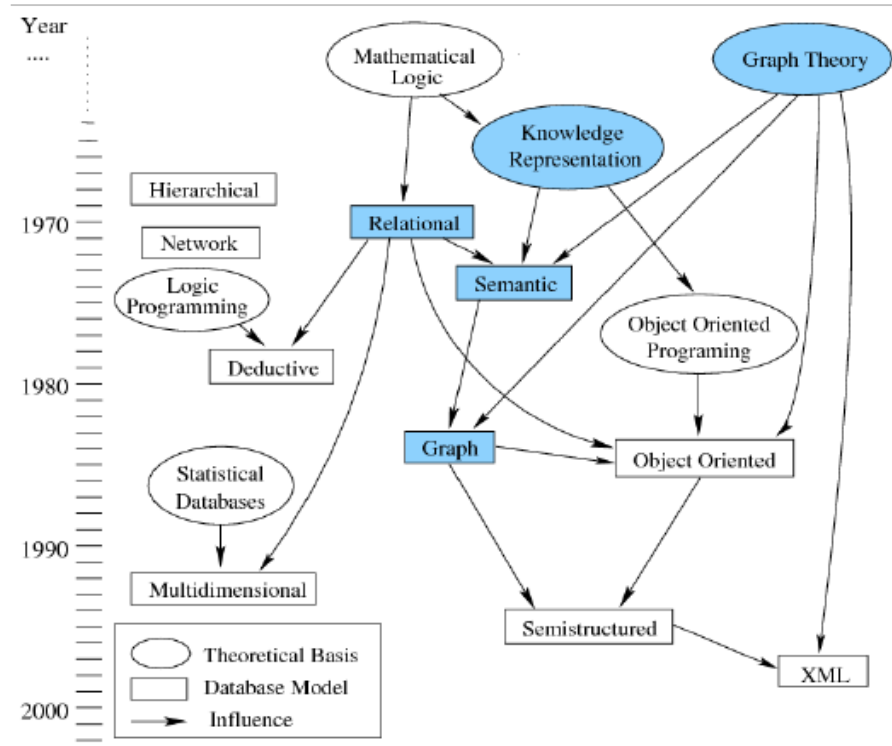 Year
....
Mathematical
Logic
Graph Theory
Knowledge
Representation
Hierarchical
1970
Relational
Network
Semantic
Logic
Programming
Object Oriented
Programing
Deductive
1980
Graph
Object Oriented
Statistical
Databases
1990
Multidimensional
Semistructured
Theoretical Basis
XML
Database Model
2000
Influence